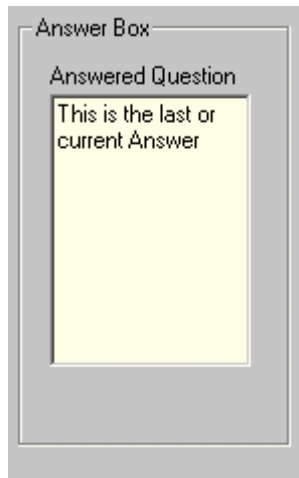 Answer Box
Answered Question
This is the last or
current Answer